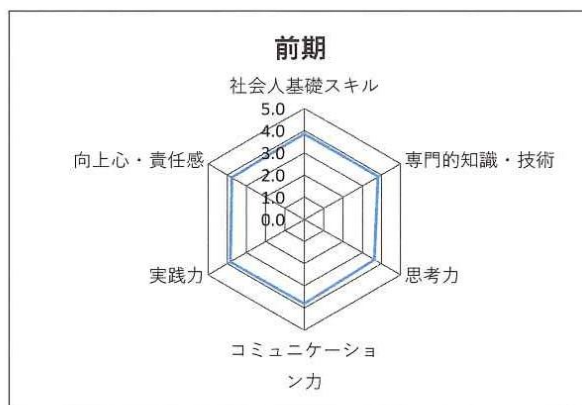 前期
社会人基礎スキル
5.0
4.0
3.0
2.0
1.0
0.0
専門的知識・技術
思考力
コミュニケーショ
ン力
実践力
向上心・責任感